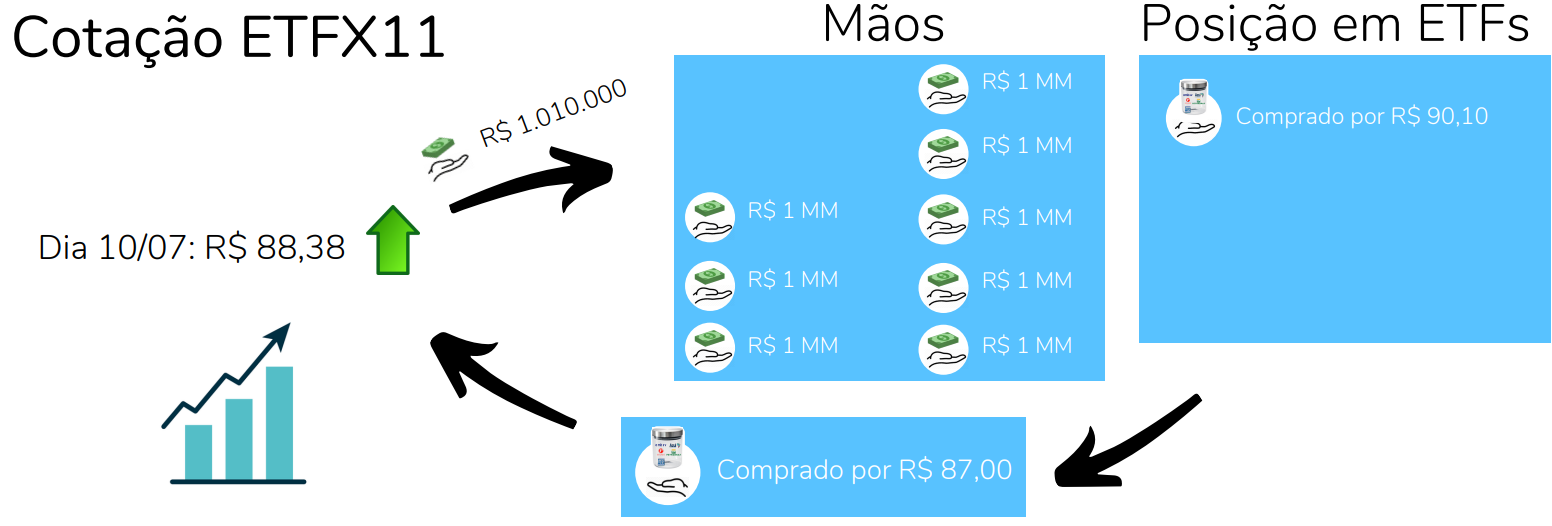 Cotação ETFX11
Mãos
Posição em ETFs
R$ 1.010.000
Dia 10/07: R$ 88,38
R$ 1 MM
R$ 1 MM
R$ 1 MM
R$ 1 MM
R$ 1 MM
R$ 1 MM
R$ 1 MM
R$ 1 MM
Comprado por R$ 90,10
Comprado por R$ 87,00